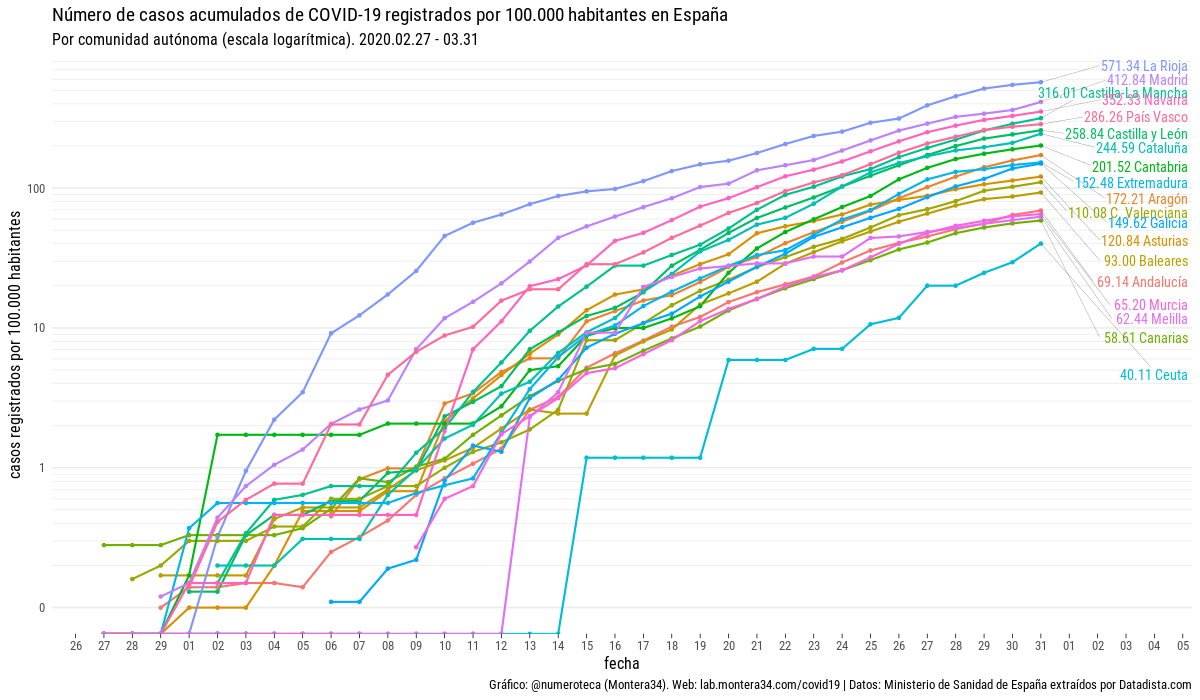 Número de casos acumulados de COVID-19 registrados por 100.000 habitantes en España
Por comunidad autónoma (escala logarítmica). 2020.02.27 - 03.31
casos registrados por 100.000 habitantes
100
10
1
0
571.34 La Rioja
412.84 Madrid
316.01 Castilla-La Mancha
352.33 Navarra
286.26 País Vasco
258.84 Castilla y León
244.59 Cataluña
201.52 Cantabria
152.48 Extremadura
172.21 Aragón
110.08 C. Valenciana
149.62 Galicia
120.84 Asturias
93.00 Baleares
69.14 Andalucía
65.20 Murcia
62.44 Melilla
58.61 Canarias
40.11 Ceuta
26 27 28 29 01 02 03 04 05 06 07 08 09 10 11 12 13 14 15 16 17 18 19 20 21 22 23 24 25 26 27 28 29 30 31 01 02 03 04 05
fecha
Gráfico: @numeroteca (Montera34). Web: lab.montera34.com/covid19 | Datos: Ministerio de Sanidad de España extraídos por Datadista.com